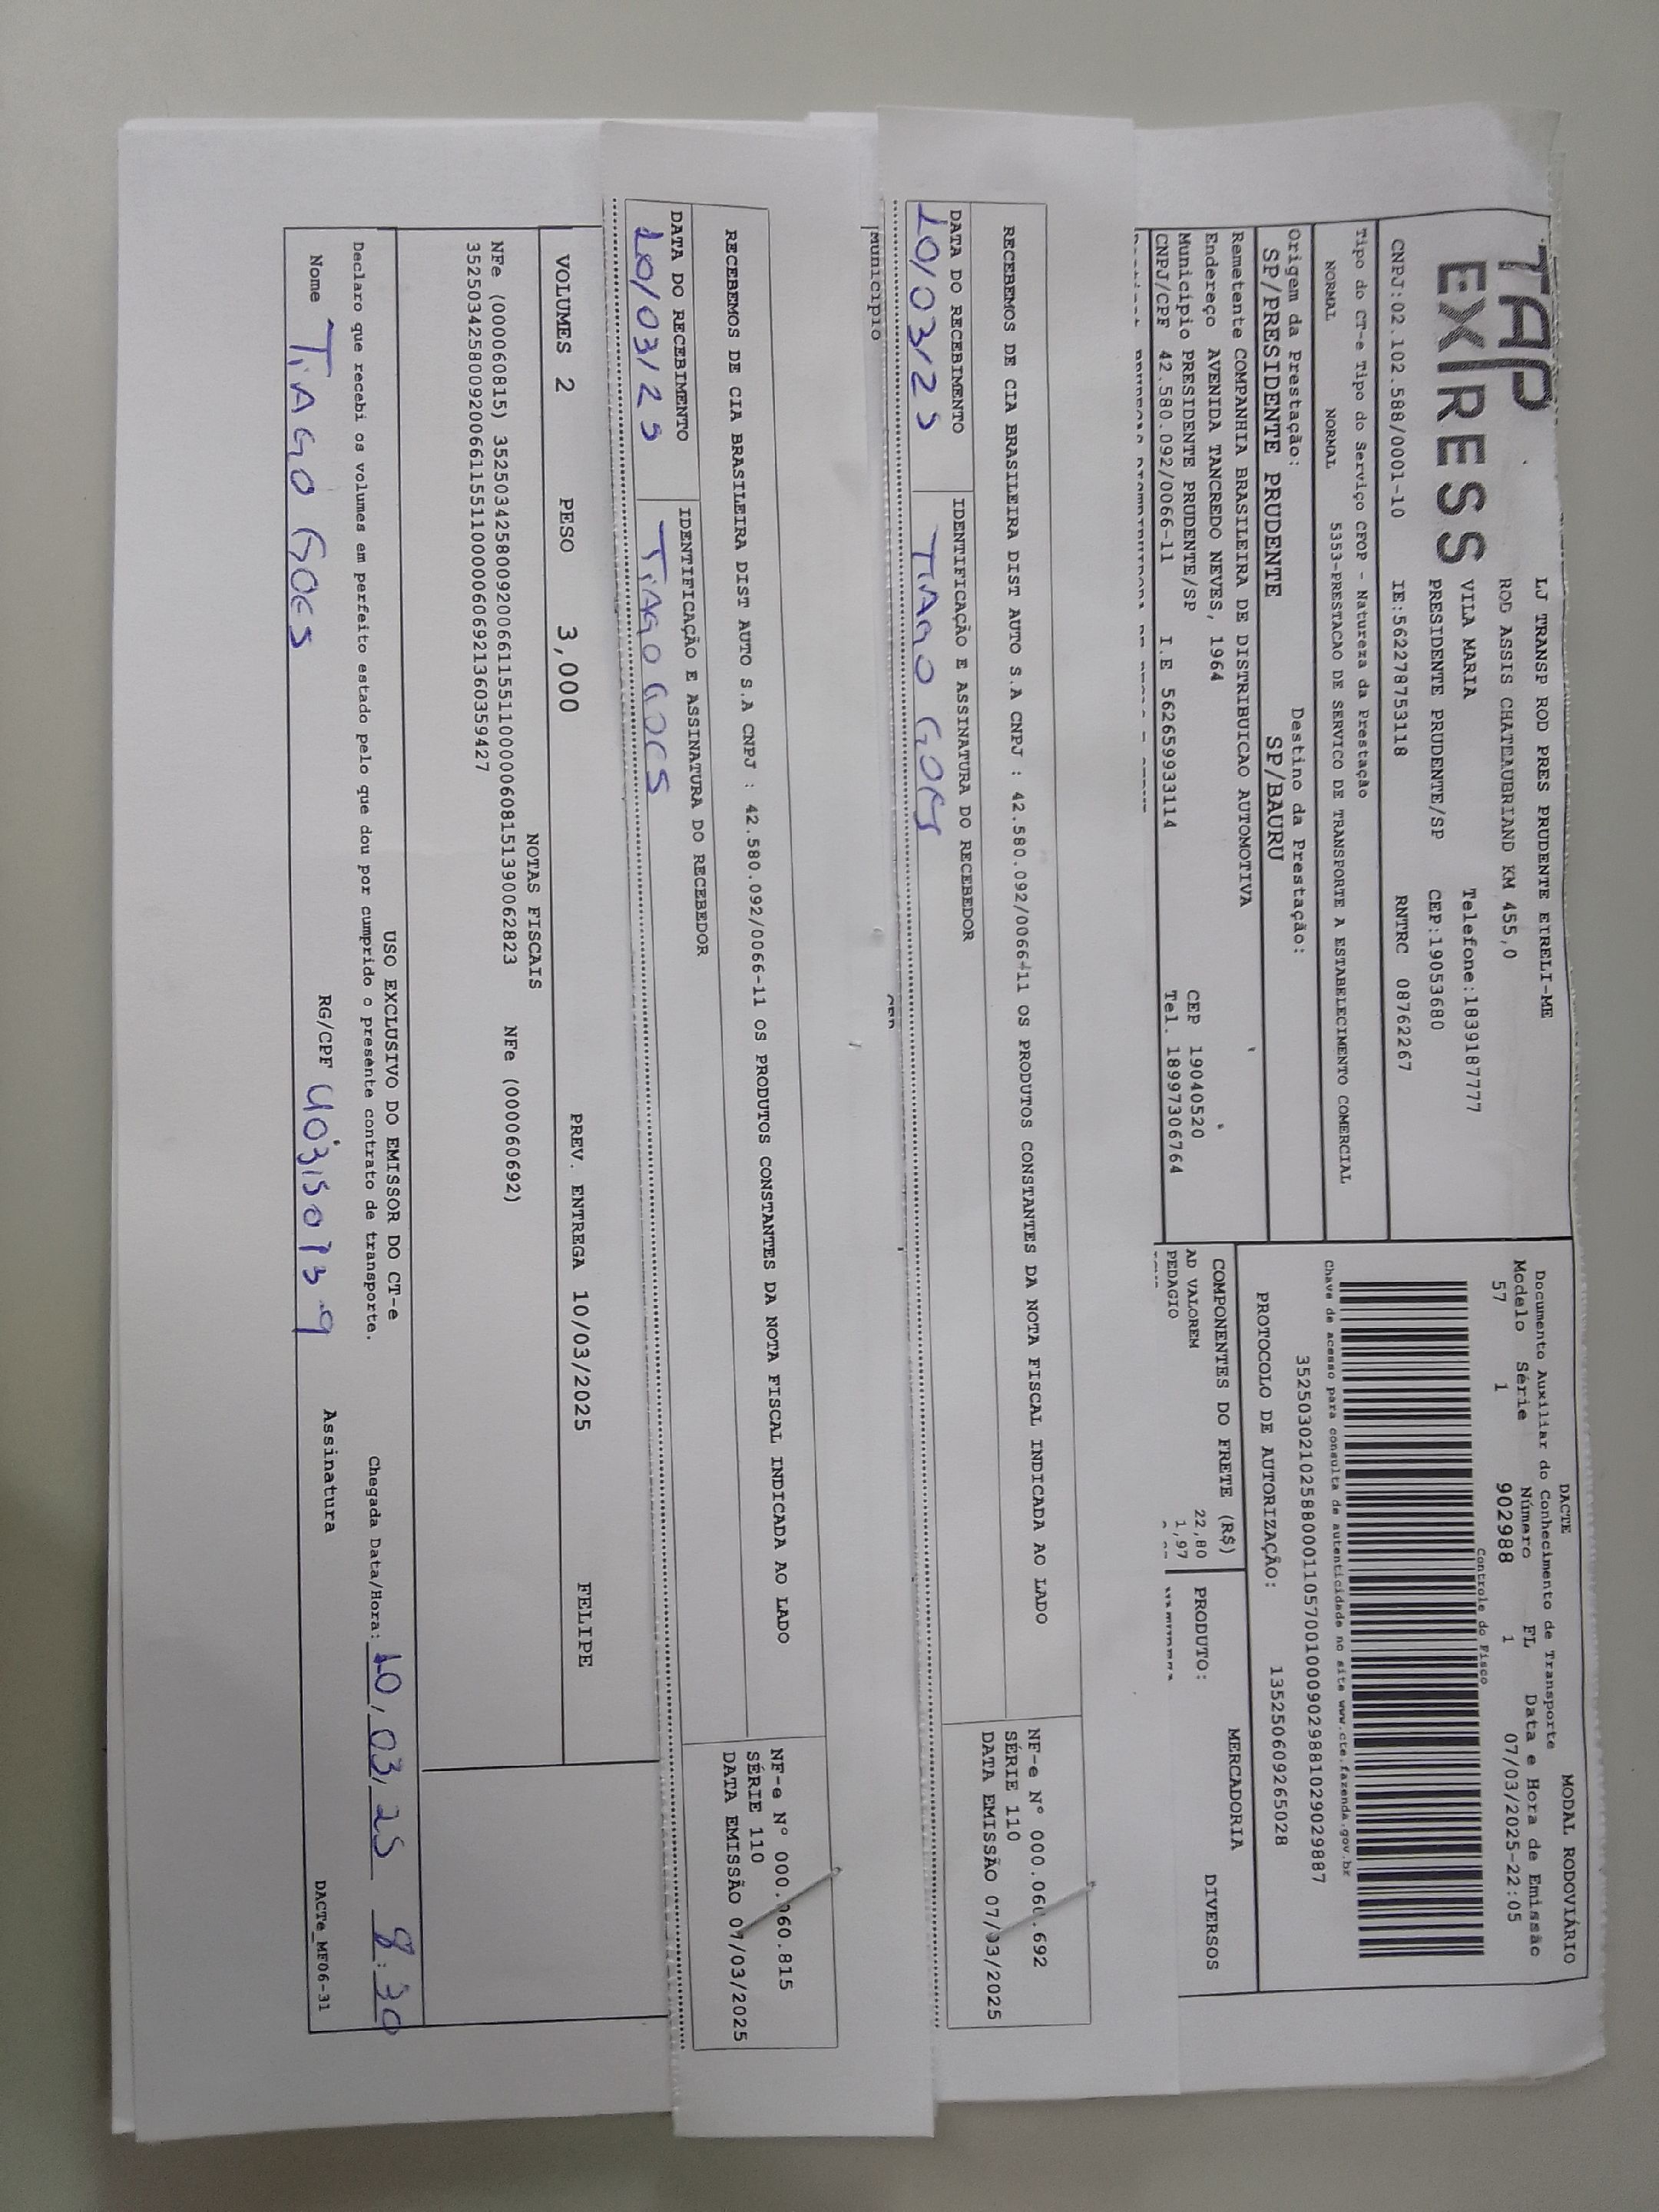 TAP EXPRESS
LJ TRANSP ROD PRES PRUDENTE EIRELI-ME
ROD ASSIS CHATEAUBRIAND KM 455,0
VILA MARIA Telefone:1839187777
PRESIDENTE PRUDENTE/SP CEP:19053680
CNPJ:02.102.588/0001-10 IE:562278753118 RNTRC 08762267
DACTE MODAL RODOVIÁRIO
Documento Auxiliar do Conhecimento de Transporte
Modelo Série Número FL Data e Hora de Emissão
57 1 902988 1 07/03/2025-22:05
Controle do Fisco
Chave de acesso para consulta de autenticidade no site www.cte.fazenda.gov.br
35250302102588000110570010009029881029029887
PROTOCOLO DE AUTORIZAÇÃO: 135250609265028
Tipo do CT-e Tipo do Serviço CFOP - Natureza da Prestação
NORMAL NORMAL 5353-PRESTACAO DE SERVICO DE TRANSPORTE A ESTABELECIMENTO COMERCIAL
Origem da Prestação: Destino da Prestação:
SP/PRESIDENTE PRUDENTE SP/BAURU
Remetente COMPANHIA BRASILEIRA DE DISTRIBUICAO AUTOMOTIVA
Endereço AVENIDA TANCREDO NEVES, 1964
Município PRESIDENTE PRUDENTE/SP CEP 19040520
CNPJ/CPF 42.580.092/0066-11 I.E 562659933114 Tel. 18997306764
COMPONENTES DO FRETE (R$)
AD VALOREM 22,80
PEDAGIO 1,97
MERCADORIA
PRODUTO: DIVERSOS
RECEBEMOS DE CIA BRASILEIRA DIST AUTO S.A CNPJ : 42.580.092/0066-11 OS PRODUTOS CONSTANTES DA NOTA FISCAL INDICADA AO LADO
NF-e Nº 000.060.692
SÉRIE 110
DATA EMISSÃO 07/03/2025
DATA DO RECEBIMENTO IDENTIFICAÇÃO E ASSINATURA DO RECEBEDOR
10/03/25 TIAGO GOES
Município CEP
RECEBEMOS DE CIA BRASILEIRA DIST AUTO S.A CNPJ : 42.580.092/0066-11 OS PRODUTOS CONSTANTES DA NOTA FISCAL INDICADA AO LADO
NF-e Nº 000.060.815
SÉRIE 110
DATA EMISSÃO 07/03/2025
DATA DO RECEBIMENTO IDENTIFICAÇÃO E ASSINATURA DO RECEBEDOR
10/03/25 TIAGO GOES
VOLUMES 2 PESO 3,000 PREV. ENTREGA 10/03/2025 FELIPE
NOTAS FISCAIS
NFe (000060815) 35250342580092006611551100000608151390062823 NFe (000060692)
35250342580092006611551100000606921360359427
USO EXCLUSIVO DO EMISSOR DO CT-e
Declaro que recebi os volumes em perfeito estado pelo que dou por cumprido o presente contrato de transporte. Chegada Data/Hora: 10/03/25 8:30
Nome TIAGO GOES RG/CPF Assinatura
DACTe_MF06-31